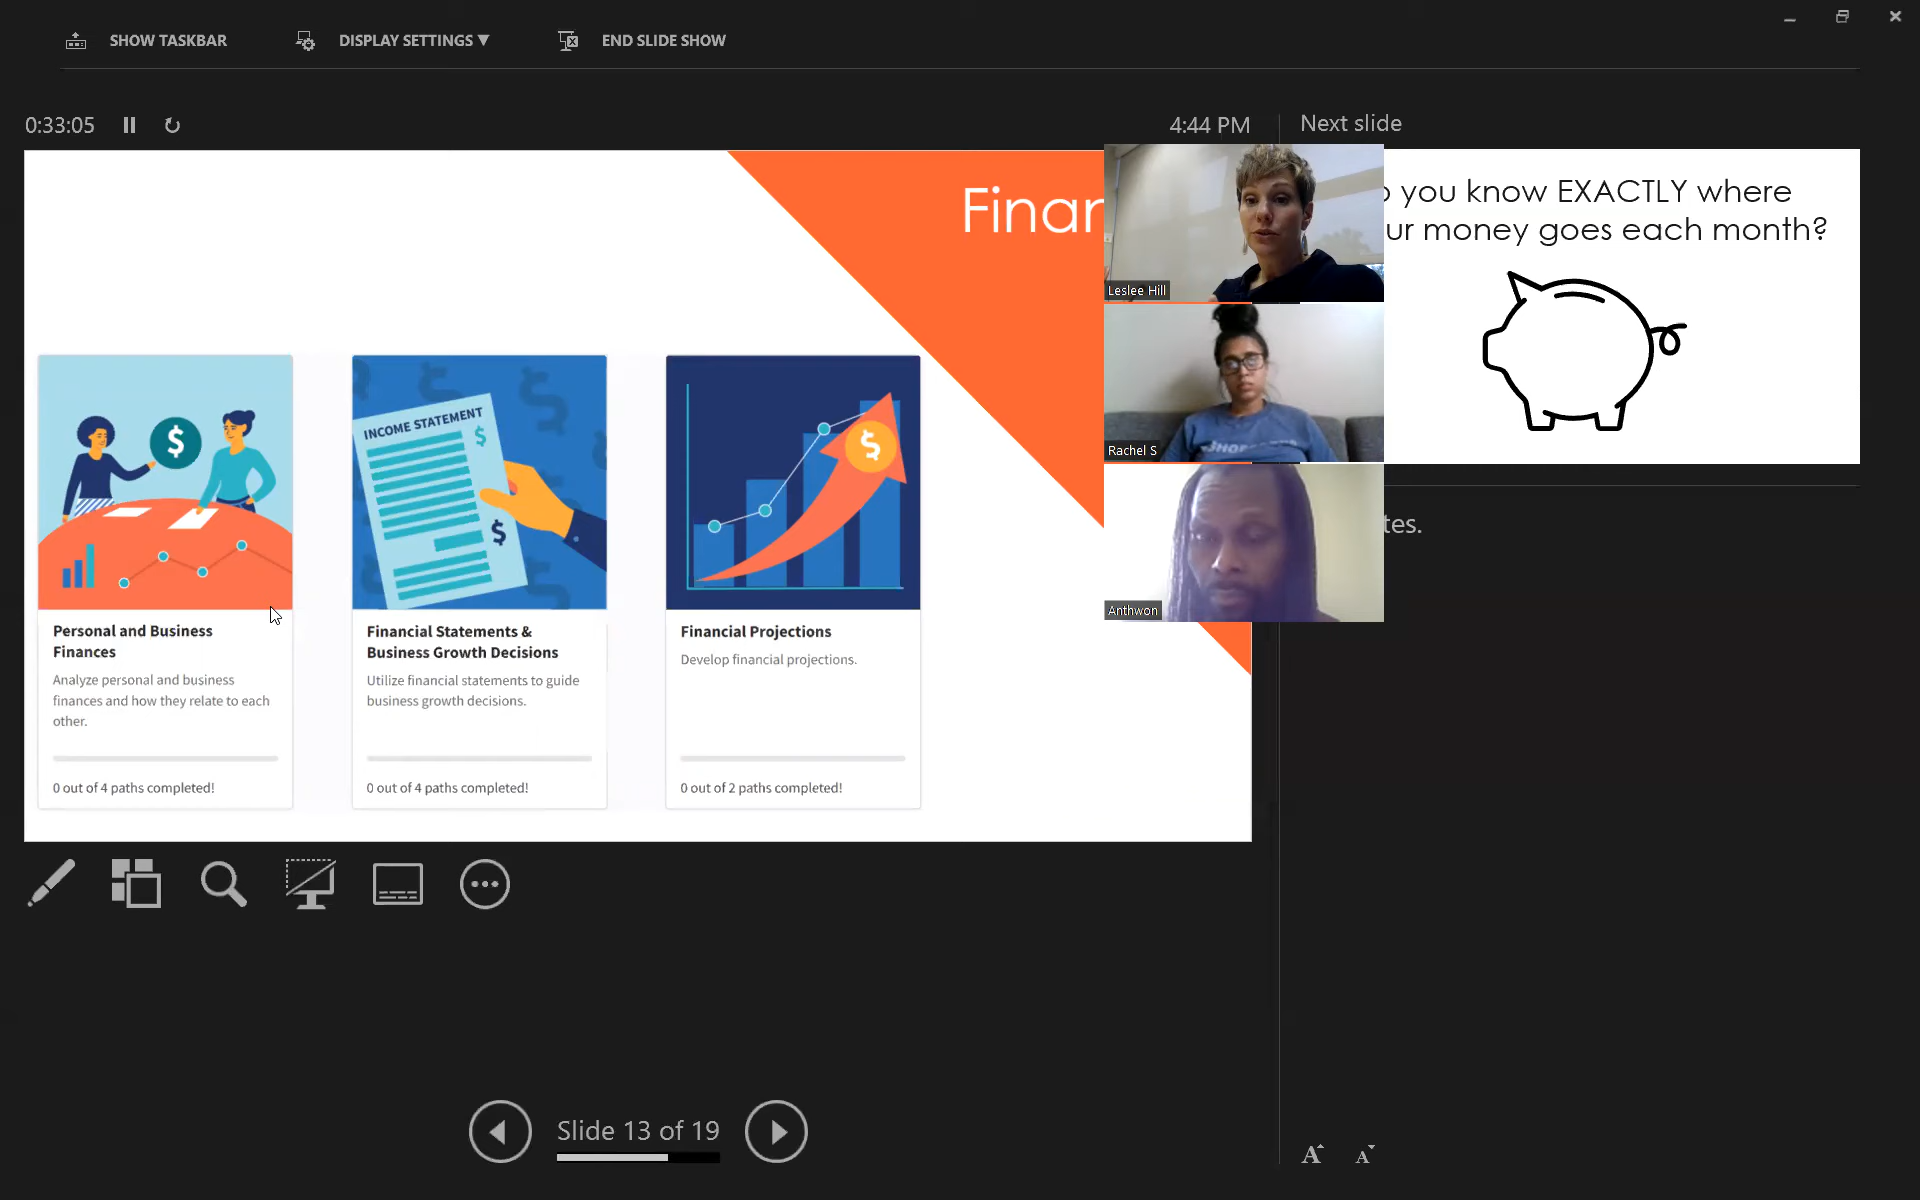 SHOW TASKBAR
DISPLAY SETTINGS
END SLIDE SHOW
0:33:05
4:44 PM
Next slide
Finan
INCOME STATEMENT
$
$
$
$
$
Personal and Business
Finances
Analyze personal and business
finances and how they relate to each
other.
0 out of 4 paths completed!
Financial Statements &
Business Growth Decisions
Utilize financial statements to guide
business growth decisions.
0 out of 4 paths completed!
Financial Projections
Develop financial projections.
0 out of 2 paths completed!
Leslee Hill
Rachel S
Anthwon
you know EXACTLY where
ur money goes each month?
tes.
Slide 13 of 19
A
A